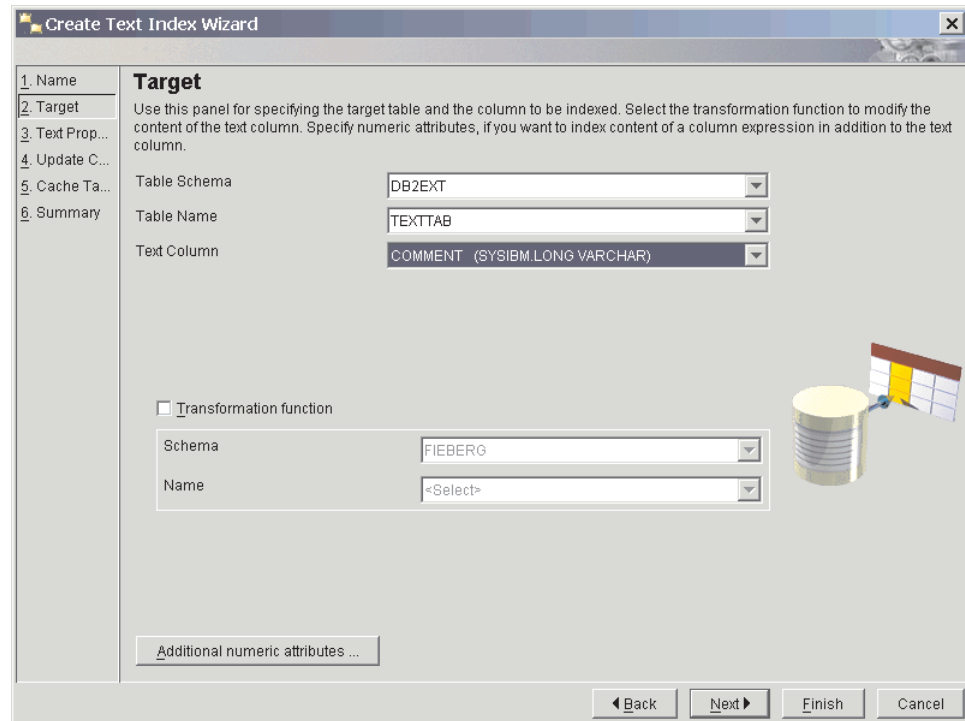 Create Text Index Wizard
1. Name
2. Target
3. Text Prop...
4. Update C...
5. Cache Ta...
6. Summary
Target
Use this panel for specifying the target table and the column to be indexed. Select the transformation function to modify the
content of the text column. Specify numeric attributes, if you want to index content of a column expression in addition to the text
column.
Table Schema
DB2EXT
Table Name
TEXTTAB
Text Column
COMMENT (SYSIBM.LONG VARCHAR)
Transformation function
Schema
FIEBERG
Name
<Select>
Additional numeric attributes ...
Back
Next
Finish
Cancel